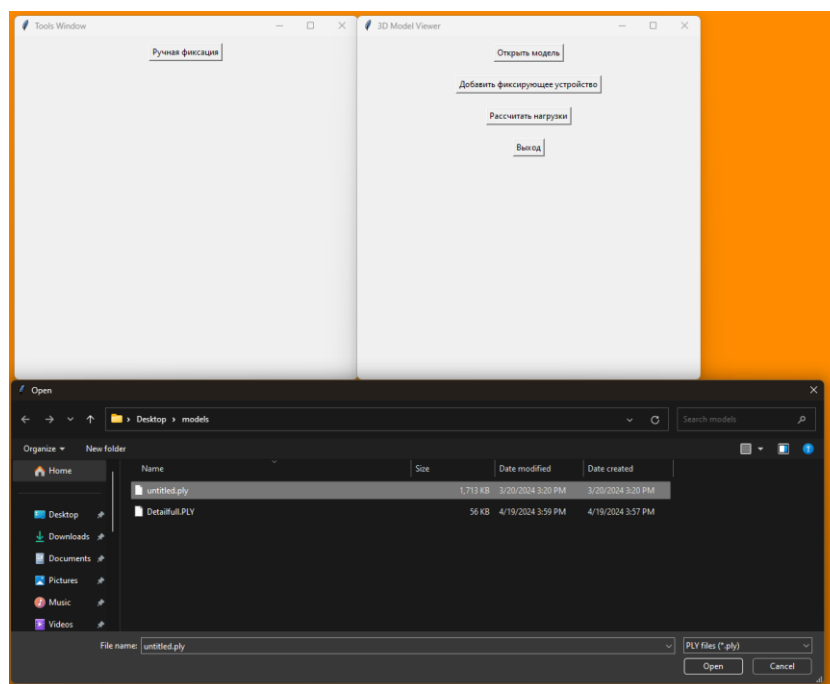 Tools Window
Ручная фиксация
3D Model Viewer
Открыть модель
Добавить фиксирующее устройство
Рассчитать нагрузки
Выход
Open
Desktop › models
Search models
Organize
New folder
Home
Name Size Date modified Date created
untitled.ply 1,713 KB 3/20/2024 3:20 PM 3/20/2024 3:20 PM
Detailfull.PLY 56 KB 4/19/2024 3:59 PM 4/19/2024 3:57 PM
Desktop
Downloads
Documents
Pictures
Music
Videos
File name: untitled.ply
PLY files (*.ply)
Open
Cancel